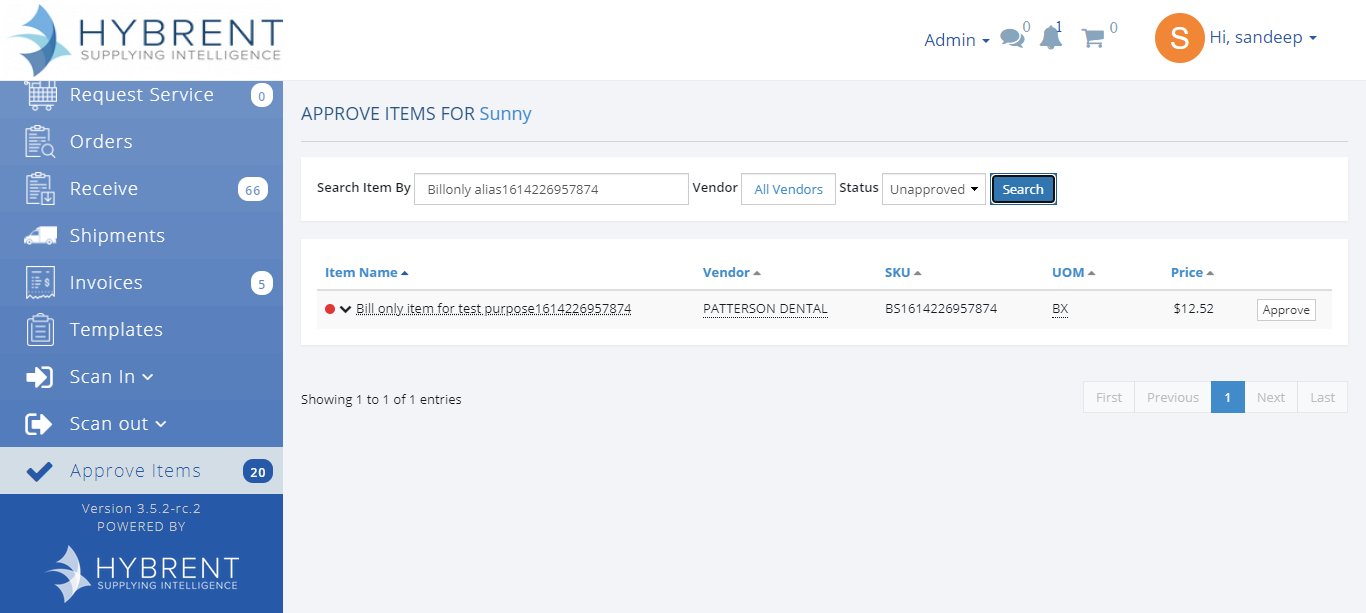 HYBRENT
SUPPLYING INTELLIGENCE
Admin
0
1
0
S
Hi, sandeep
Request Service 0
Orders
Receive 66
Shipments
Invoices 5
Templates
Scan In
Scan out
Approve Items 20
Version 3.5.2-rc.2
POWERED BY
HYBRENT
SUPPLYING INTELLIGENCE
APPROVE ITEMS FOR Sunny
Search Item By Billonly alias1614226957874 Vendor All Vendors Status Unapproved Search
Item Name Vendor SKU UOM Price
Bill only item for test purpose1614226957874 PATTERSON DENTAL BS1614226957874 BX $12.52 Approve
Showing 1 to 1 of 1 entries
First Previous 1 Next Last